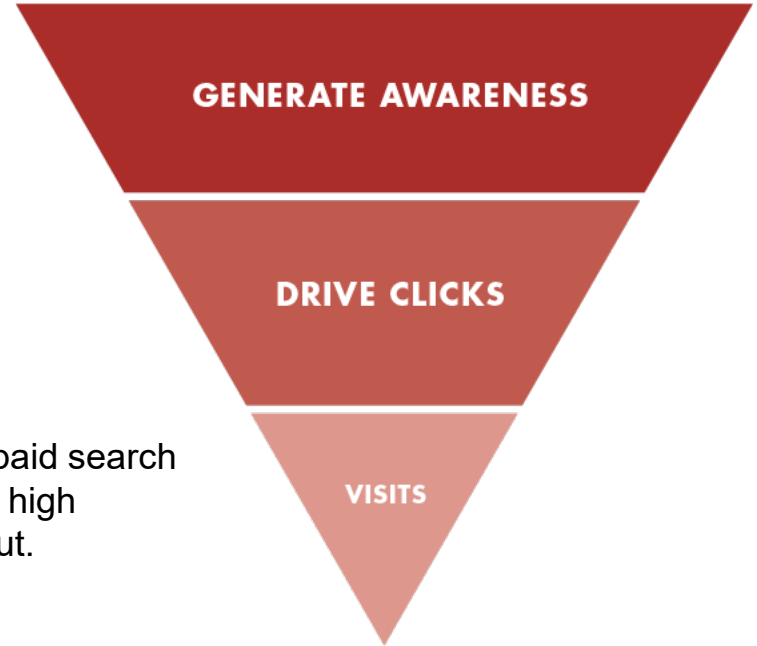 GENERATE AWARENESS
DRIVE CLICKS
paid search
high
VISITS
ut.